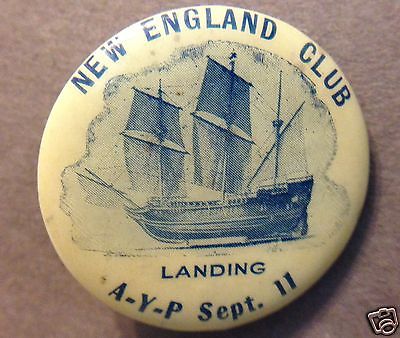 NEW ENGLAND CLUB
LANDING
A-Y-P Sept. 11